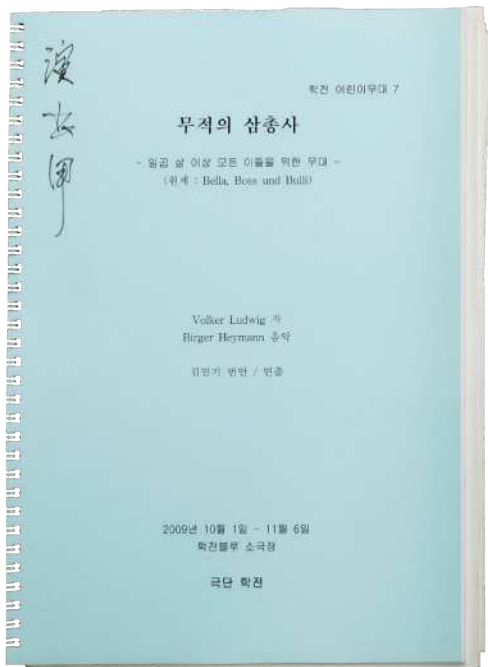 학전 어린이무대 7
무적의 삼총사
- 일곱 살 이상 모든 이들을 위한 무대 -
(원제 : Bella, Boss und Bulli)
Volker Ludwig 작
Birger Heymann 음악
김민기 번안 / 연출
2009년 10월 1일 - 11월 6일
학전블루 소극장
극단 학전